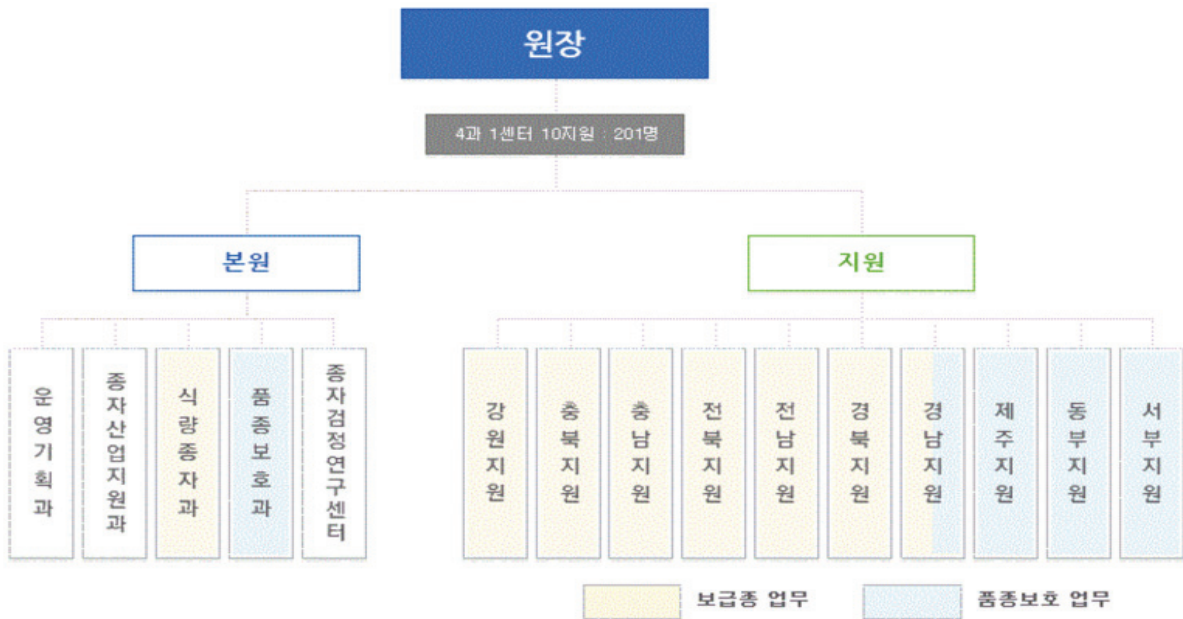 원장
4과 1센터 10지원 : 201명
본원
지원
운영기획과
종자산업지원과
식량종자과
품종보호과
종자검정연구센터
강원지원
충북지원
충남지원
전북지원
전남지원
경북지원
경남지원
제주지원
동부지원
서부지원
보급종 업무
품종보호 업무